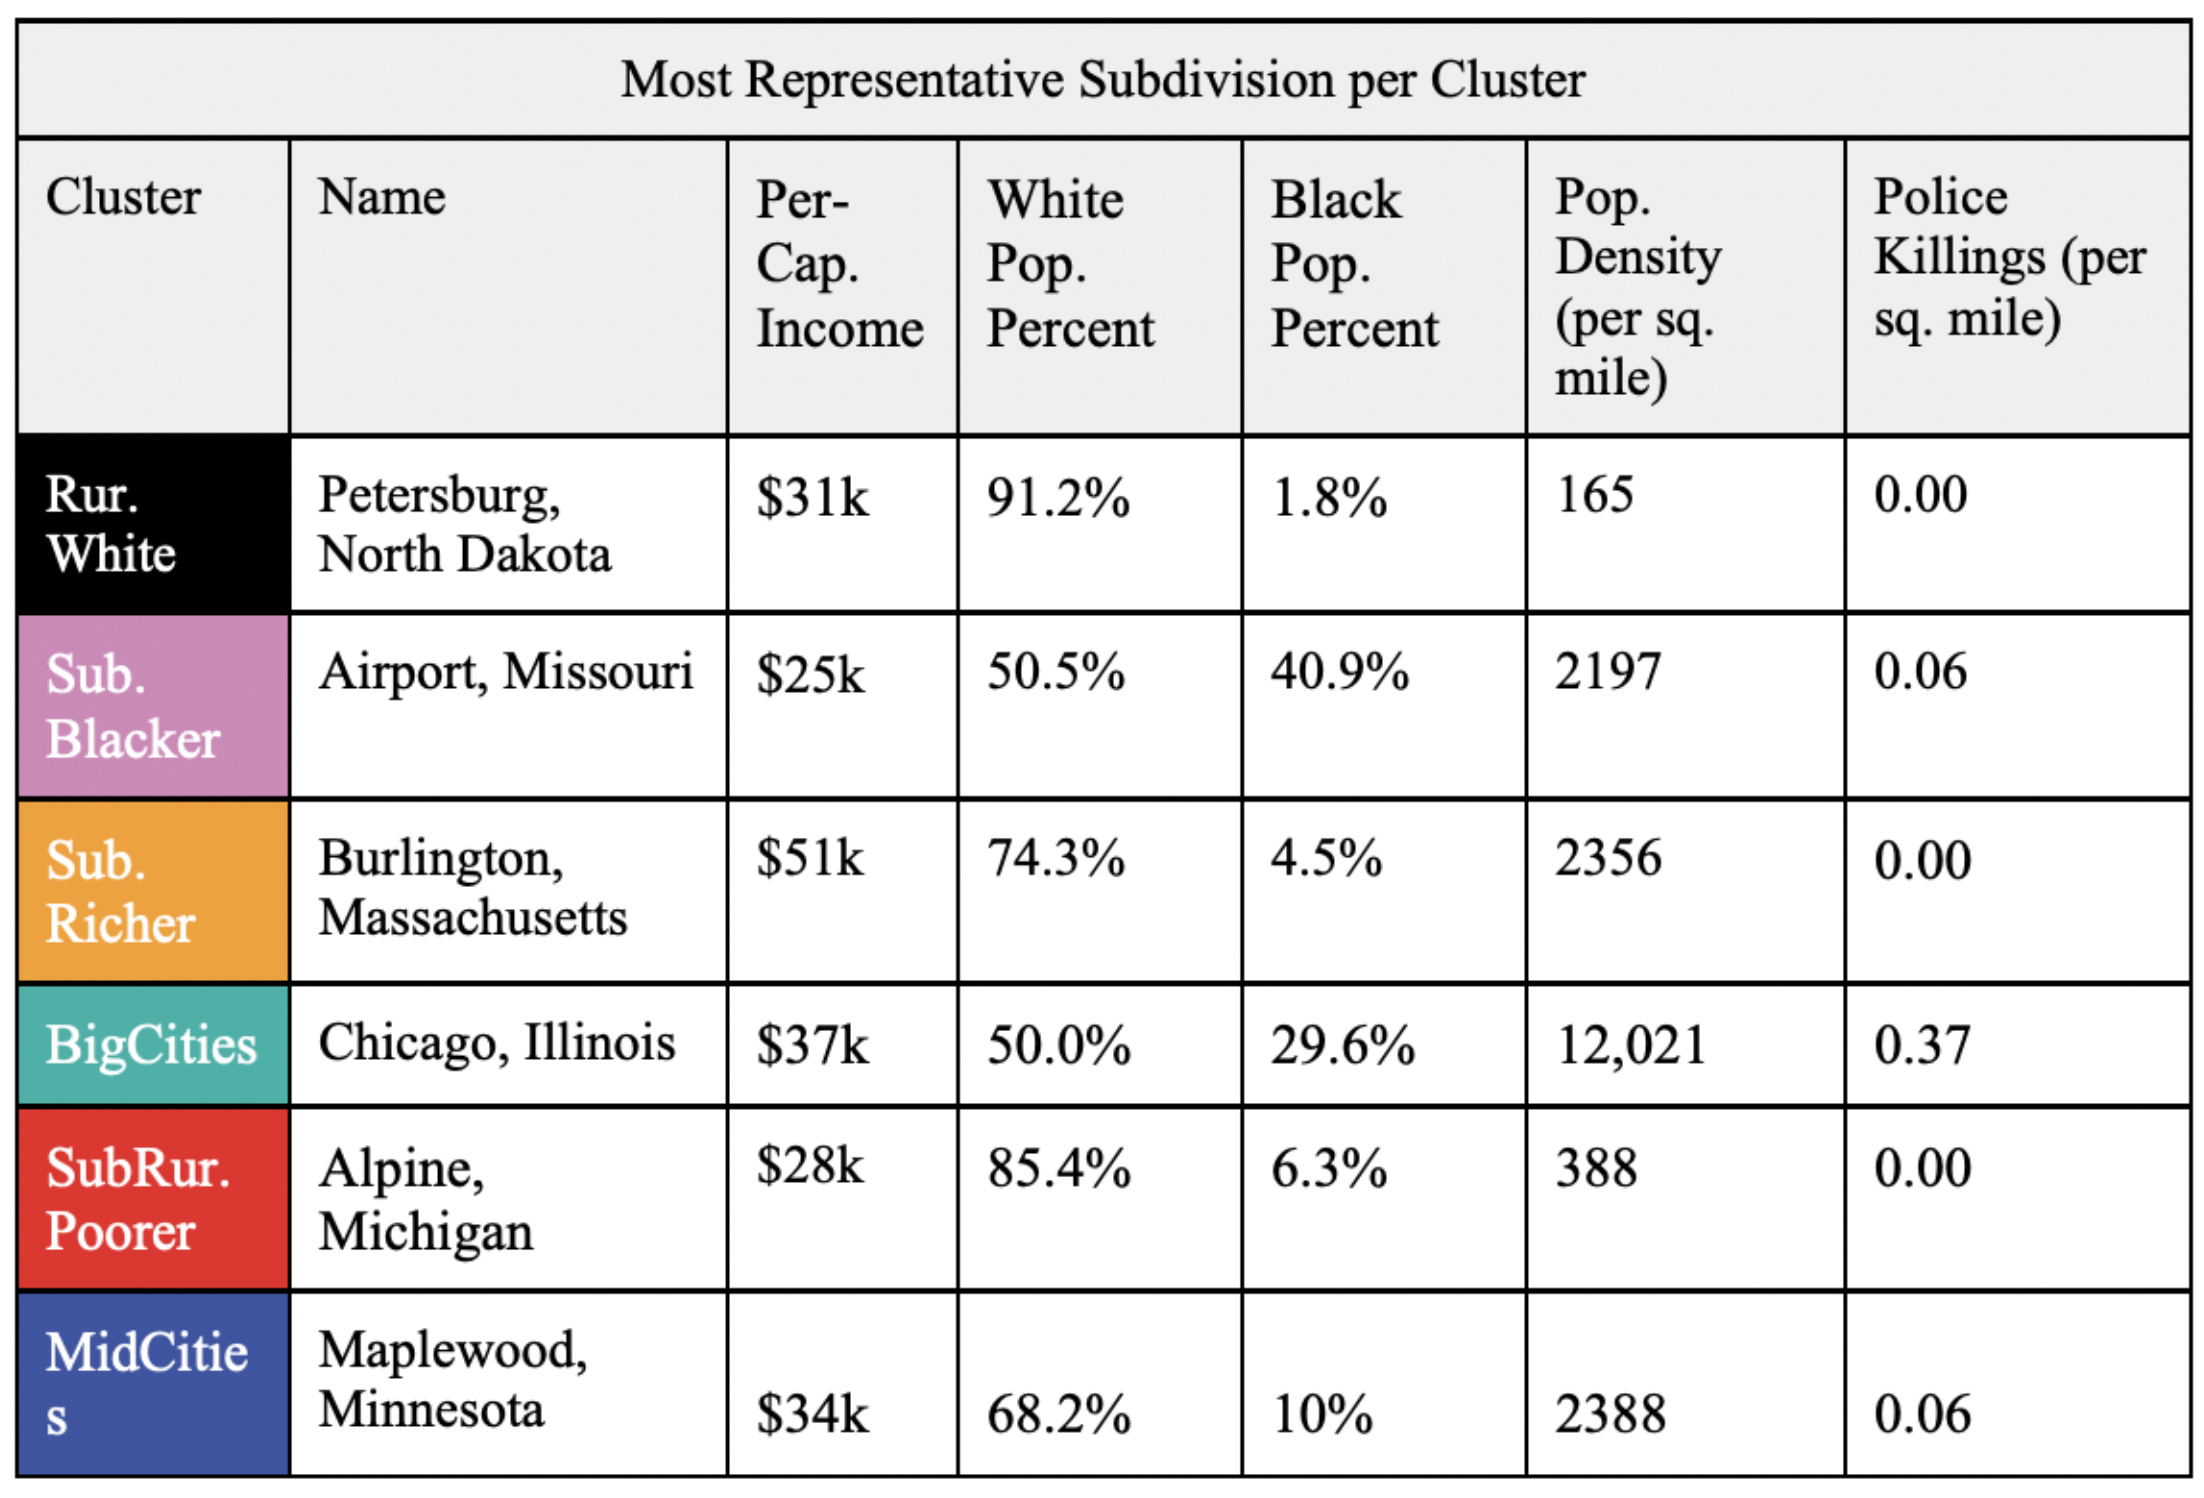 Most Representative Subdivision per Cluster
Cluster
Name
Per-
Cap.
Income
White
Pop.
Percent
Black
Pop.
Percent
Pop.
Density
(per sq.
mile)
Police
Killings (per
sq. mile)
Rur.
White
Petersburg,
North Dakota
$31k
91.2%
1.8%
165
0.00
Sub.
Blacker
Airport, Missouri
$25k
50.5%
40.9%
2197
0.06
Sub.
Richer
Burlington,
Massachusetts
$51k
74.3%
4.5%
2356
0.00
BigCities
Chicago, Illinois
$37k
50.0%
29.6%
12,021
0.37
SubRur.
Poorer
Alpine,
Michigan
$28k
85.4%
6.3%
388
0.00
MidCitie
s
Maplewood,
Minnesota
$34k
68.2%
10%
2388
0.06